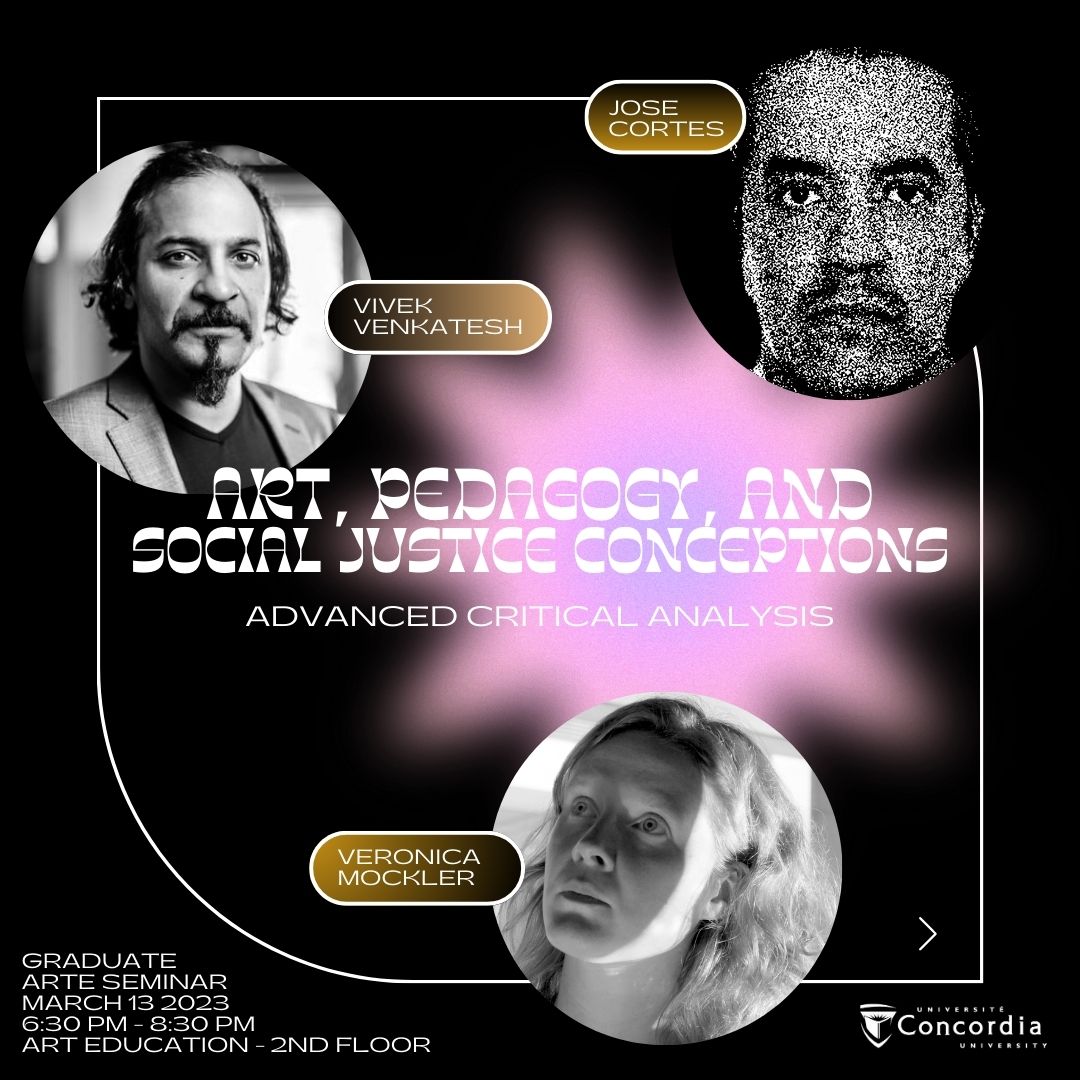 JOSE
CORTES
VIVEK
VENKATESH
ART, PEDAGOGY, AND
SOCIAL JUSTICE CONCEPTIONS
ADVANCED CRITICAL ANALYSIS
VERONICA
MOCKLER
GRADUATE
ARTE SEMINAR
MARCH 13 2023
6:30 PM - 8:30 PM
ART EDUCATION - 2ND FLOOR
UNIVERSITÉ
Concordia
UNIVERSITY